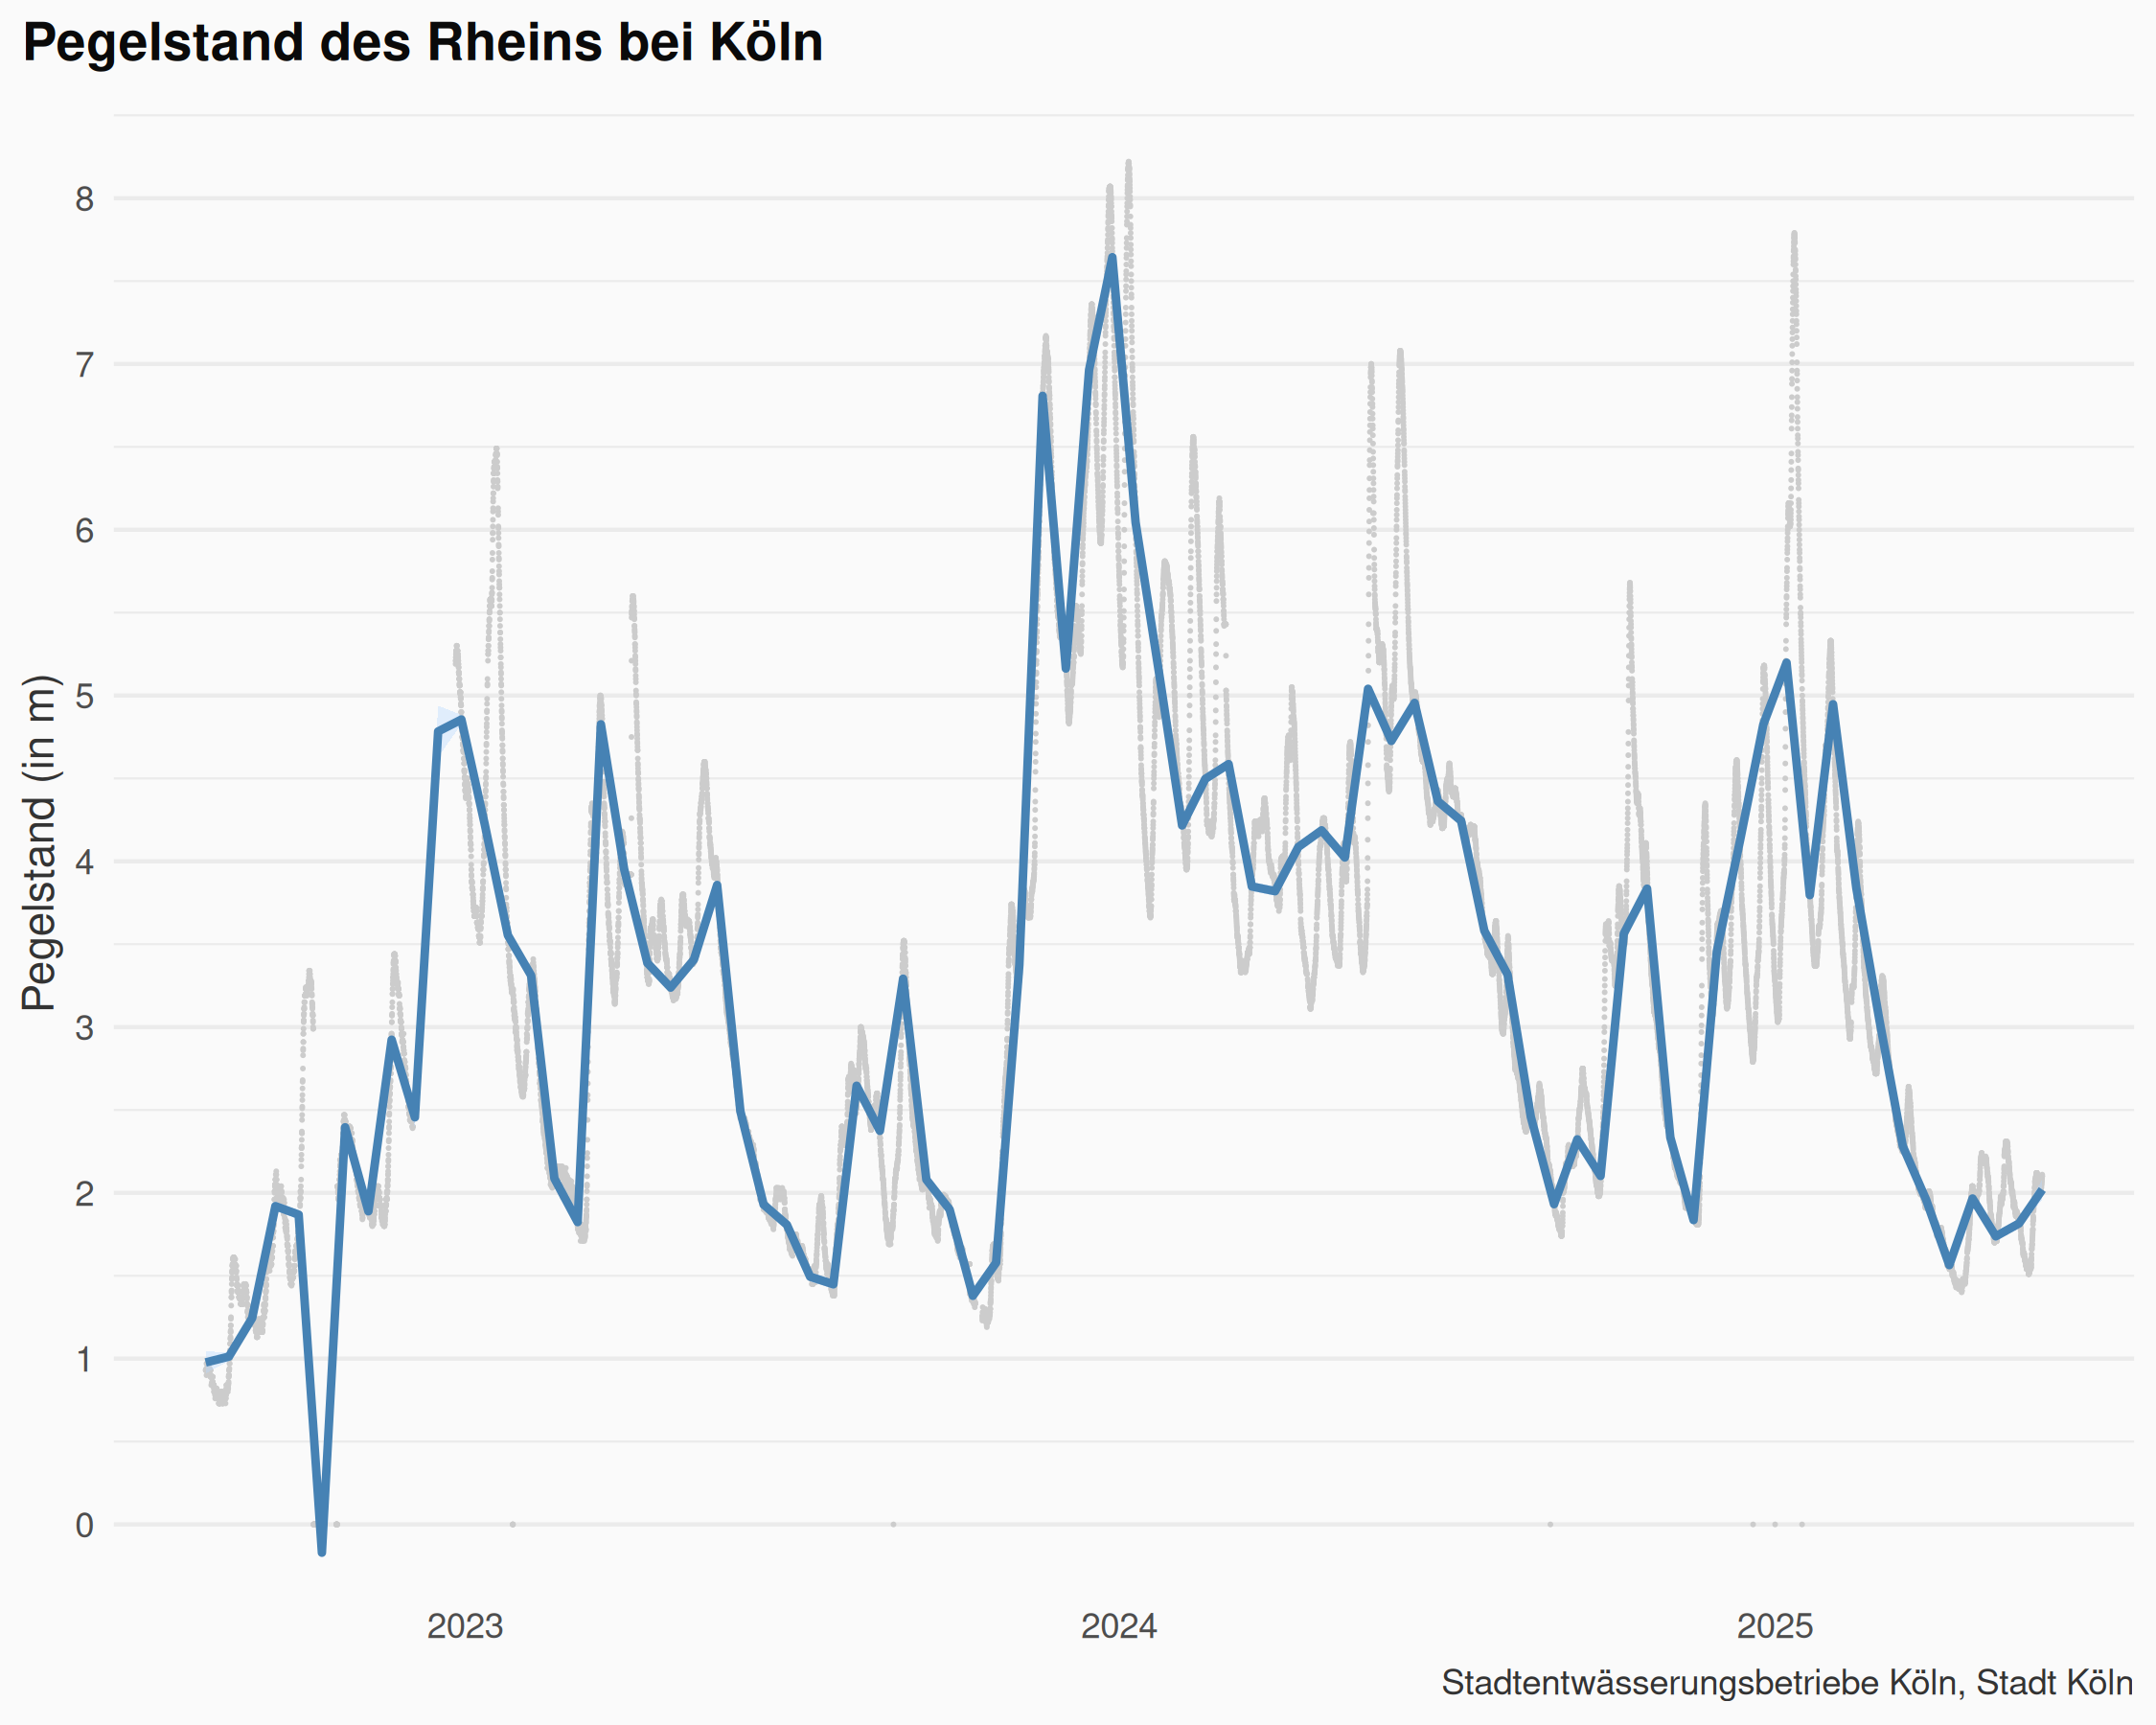 Pegelstand des Rheins bei Köln
Pegelstand (in m)
8
7
6
5
4
3
2
1
0
2023 2024 2025
Stadtentwässerungsbetriebe Köln, Stadt Köln